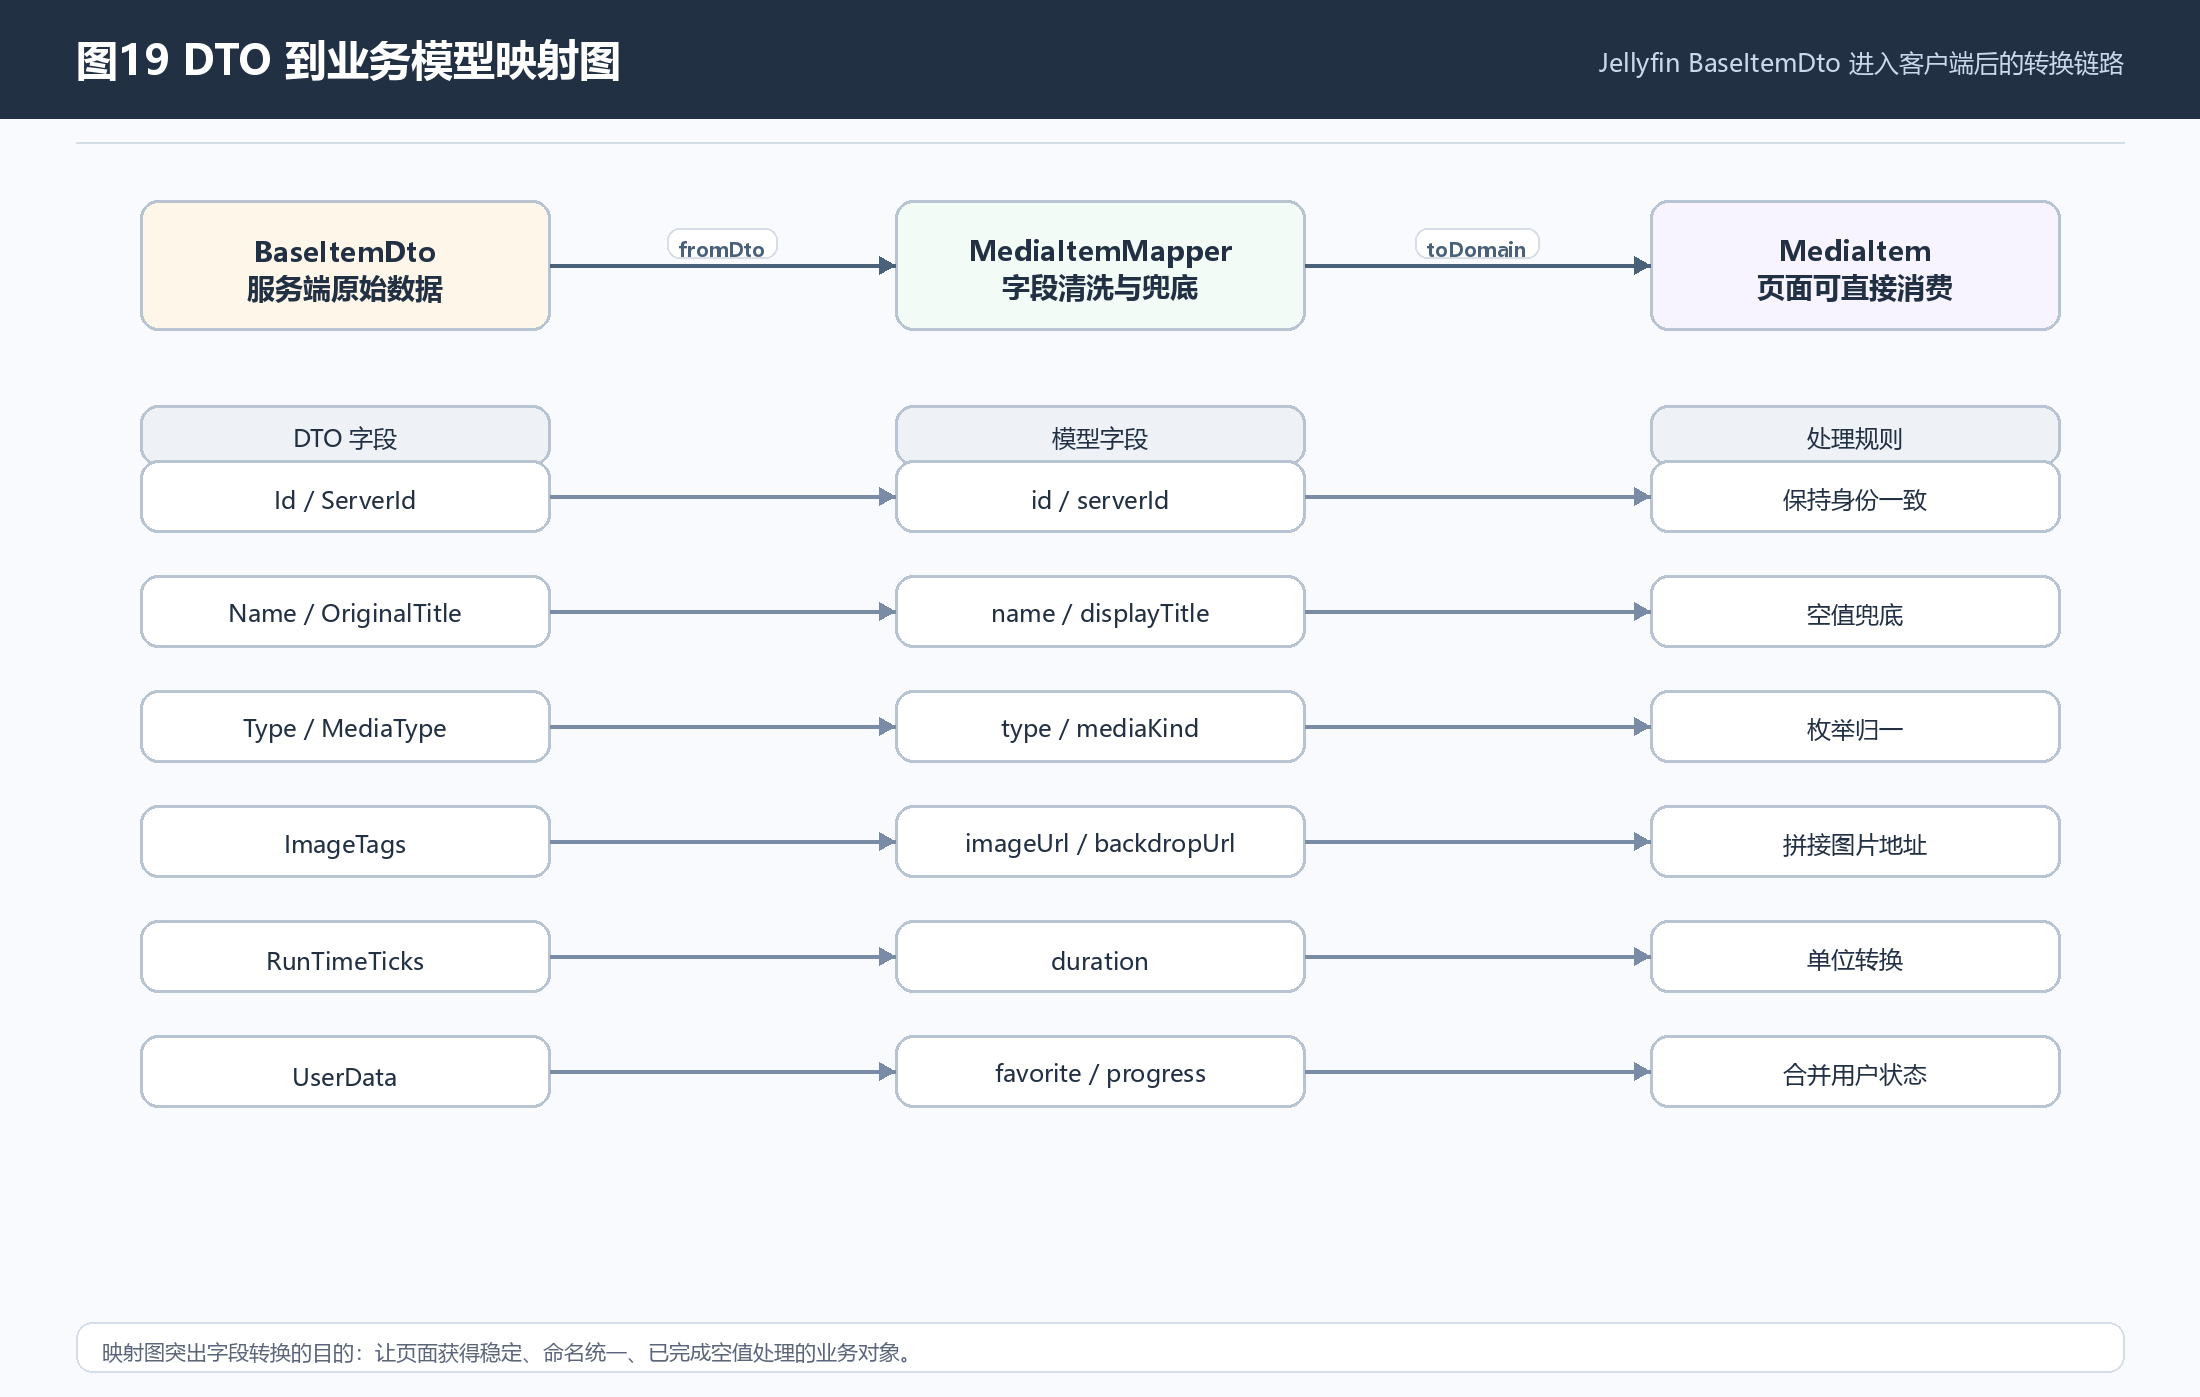 图19 DTO 到业务模型映射图
Jellyfin BaseItemDto 进入客户端后的转换链路
BaseItemDto
服务端原始数据
fromDto
MediaItemMapper
字段清洗与兜底
toDomain
MediaItem
页面可直接消费
DTO 字段
模型字段
处理规则
Id / ServerId
id / serverId
保持身份一致
Name / OriginalTitle
name / displayTitle
空值兜底
Type / MediaType
type / mediaKind
枚举归一
ImageTags
imageUrl / backdropUrl
拼接图片地址
RunTimeTicks
duration
单位转换
UserData
favorite / progress
合并用户状态
映射图突出字段转换的目的：让页面获得稳定、命名统一、已完成空值处理的业务对象。